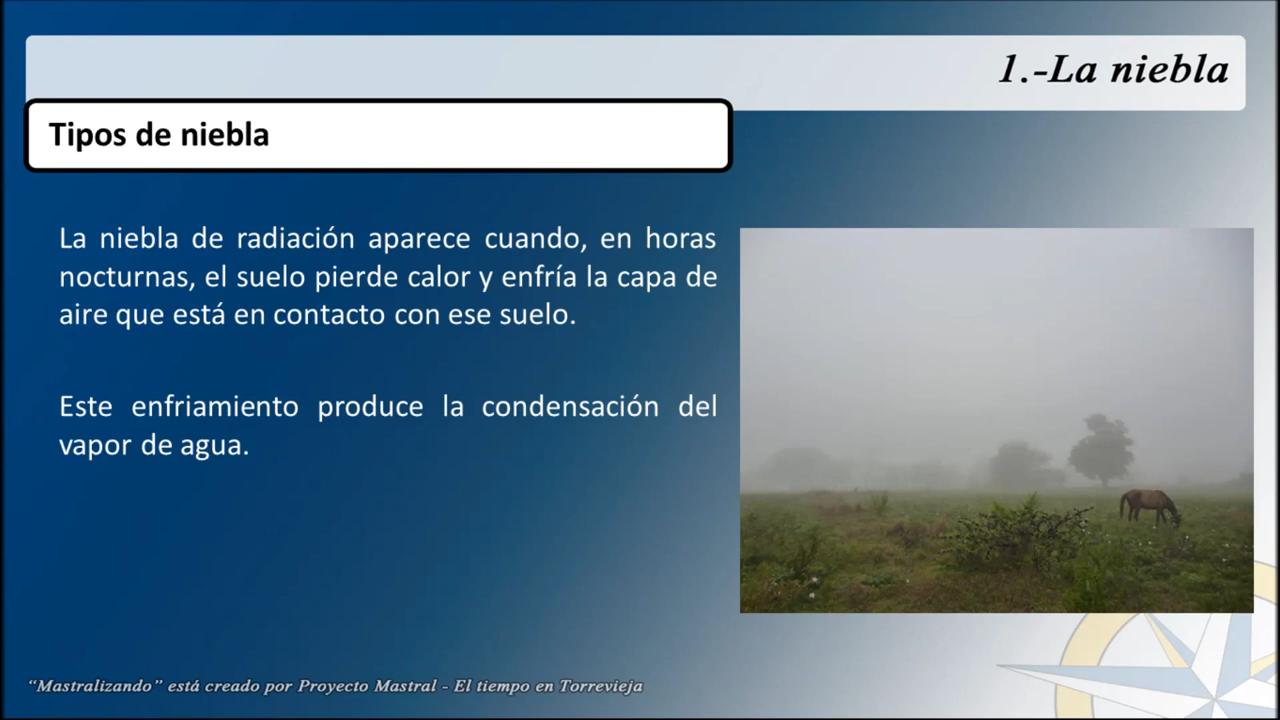 1.-La niebla
Tipos de niebla
La niebla de radiación aparece cuando, en horas
nocturnas, el suelo pierde calor y enfría la capa de
aire que está en contacto con ese suelo.
Este enfriamiento produce la condensación del
vapor de agua.
“Mastralizando” está creado por Proyecto Mastral - El tiempo en Torrevieja